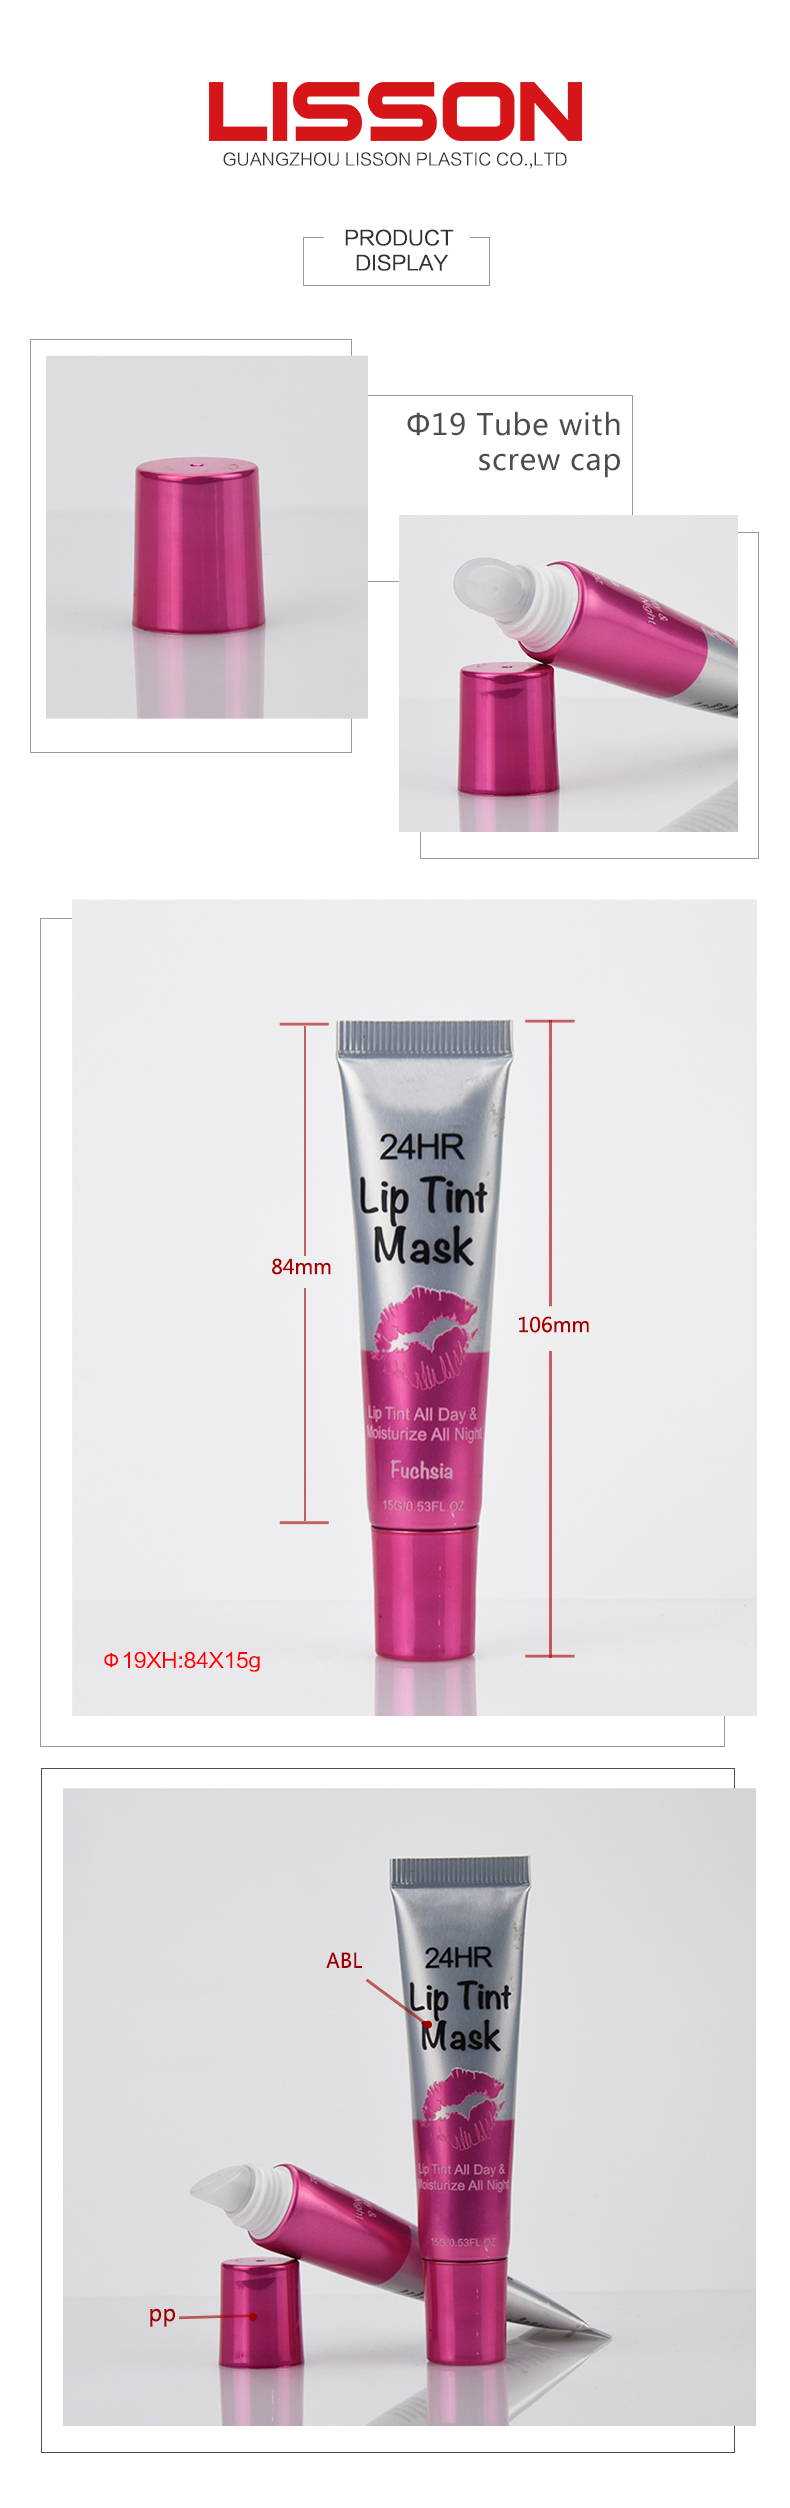 LISSON
GUANGZHOU LISSON PLASTIC CO.,LTD
PRODUCT
DISPLAY
Φ19 Tube with
screw cap
24HR
Lip Tint
Mask
84mm
106mm
Lip Tint All Day &
Moisturize All Night
Fuchsia
15G/0.53FL.OZ
Φ19XH:84X15g
ABL
24HR
Lip Tint
Mask
Lip Tint All Day &
Moisturize All Night
15G/0.53FL.OZ
pp